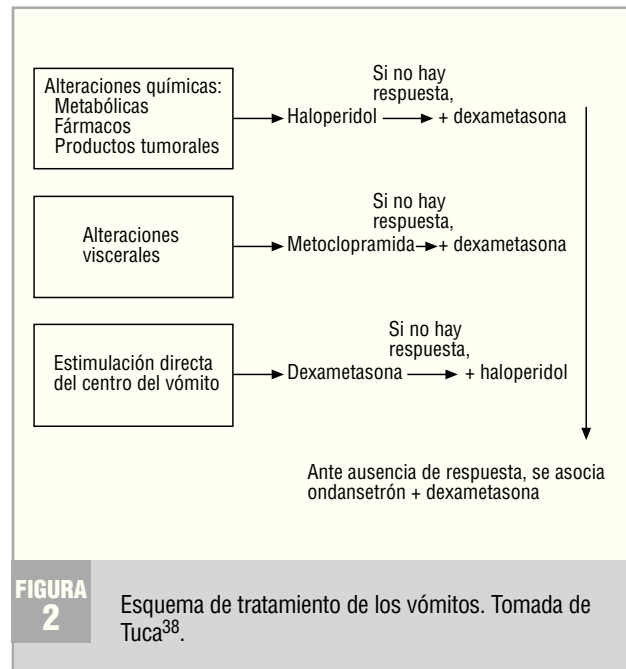 Alteraciones químicas:
Metabólicas
Fármacos
Productos tumorales
Haloperidol
Si no hay
respuesta,
+ dexametasona
Alteraciones
viscerales
Metoclopramida
Si no hay
respuesta,
+ dexametasona
Estimulación directa
del centro del vómito
Dexametasona
Si no hay
respuesta,
+ haloperidol
Ante ausencia de respuesta, se asocia
ondansetrón + dexametasona
FIGURA
2
Esquema de tratamiento de los vómitos. Tomada de
Tuca38.